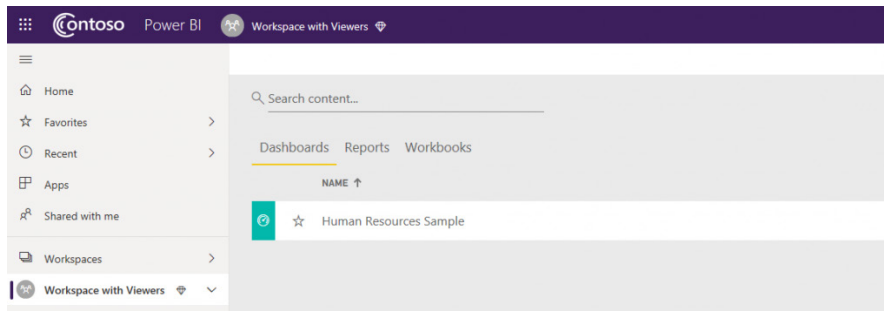 Contoso Power BI Workspace with Viewers
Home
Search content...
Favorites
Recent
Dashboards Reports Workbooks
Apps
NAME
Shared with me
Human Resources Sample
Workspaces
Workspace with Viewers